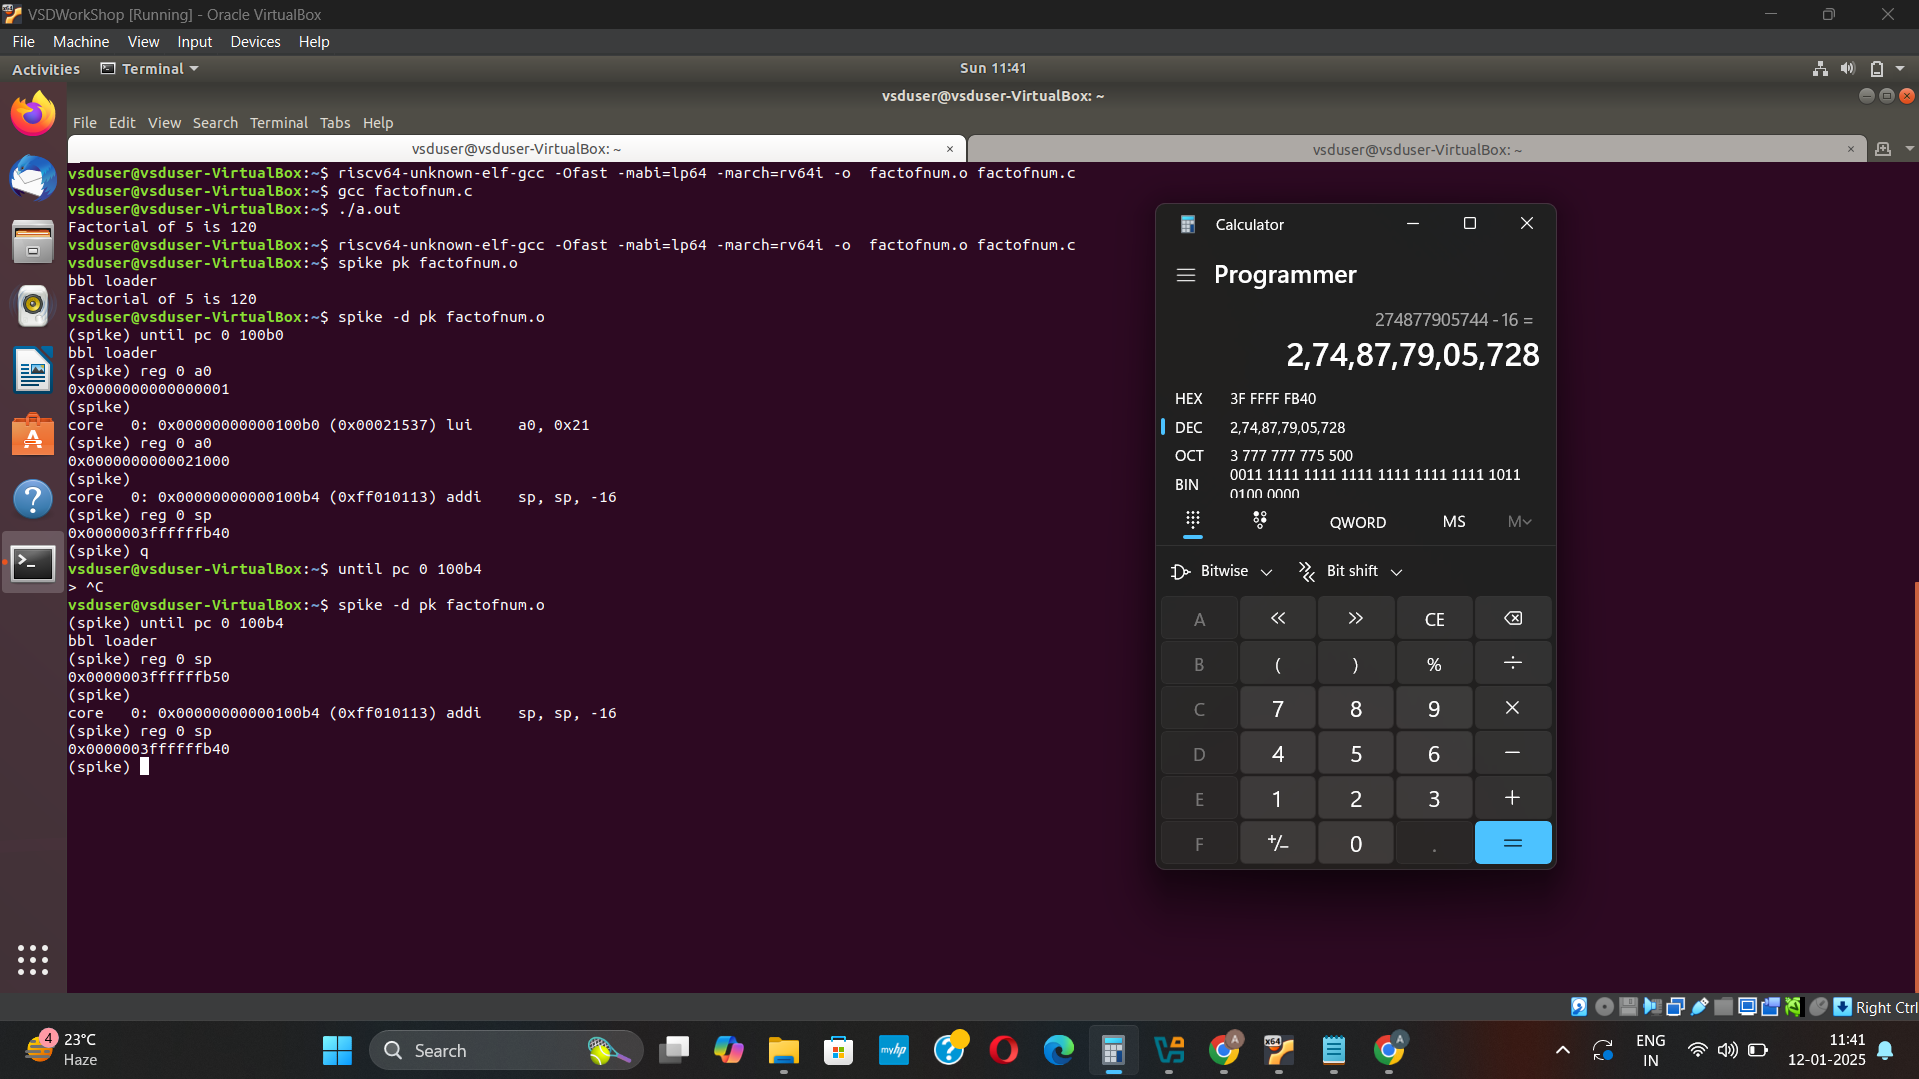 VSDWorkShop [Running] - Oracle VirtualBox
File Machine View Input Devices Help
Activities Terminal Sun 11:41
vsduser@vsduser-VirtualBox: ~
File Edit View Search Terminal Tabs Help
vsduser@vsduser-VirtualBox: ~ × vsduser@vsduser-VirtualBox: ~ ×
vsduser@vsduser-VirtualBox:~$ riscv64-unknown-elf-gcc -Ofast -mabi=lp64 -march=rv64i -o  factofnum.o factofnum.c
vsduser@vsduser-VirtualBox:~$ gcc factofnum.c
vsduser@vsduser-VirtualBox:~$ ./a.out
Factorial of 5 is 120
vsduser@vsduser-VirtualBox:~$ riscv64-unknown-elf-gcc -Ofast -mabi=lp64 -march=rv64i -o  factofnum.o factofnum.c
vsduser@vsduser-VirtualBox:~$ spike pk factofnum.o
bbl loader
Factorial of 5 is 120
vsduser@vsduser-VirtualBox:~$ spike -d pk factofnum.o
(spike) until pc 0 100b0
bbl loader
(spike) reg 0 a0
0x0000000000000001
(spike)
core   0: 0x00000000000100b0 (0x00021537) lui     a0, 0x21
(spike) reg 0 a0
0x0000000000021000
(spike)
core   0: 0x00000000000100b4 (0xff010113) addi    sp, sp, -16
(spike) reg 0 sp
0x0000003ffffffb40
(spike) q
vsduser@vsduser-VirtualBox:~$ until pc 0 100b4
> ^C
vsduser@vsduser-VirtualBox:~$ spike -d pk factofnum.o
(spike) until pc 0 100b4
bbl loader
(spike) reg 0 sp
0x0000003ffffffb50
(spike)
core   0: 0x00000000000100b4 (0xff010113) addi    sp, sp, -16
(spike) reg 0 sp
0x0000003ffffffb40
(spike)
Calculator
Programmer
274877905744 - 16 =
2,74,87,79,05,728
HEX 3F FFFF FB40
DEC 2,74,87,79,05,728
OCT 3 777 777 775 500
BIN 0011 1111 1111 1111 1111 1111 1111 1011
0100 0000
QWORD MS M
Bitwise Bit shift
A « » CE
B ( ) % ÷
C 7 8 9 ×
D 4 5 6 −
E 1 2 3 +
F +/− 0 . =
Right Ctrl
4 23°C
Haze
Search
myhp
x64
A
A
ENG
IN
11:41
12-01-2025